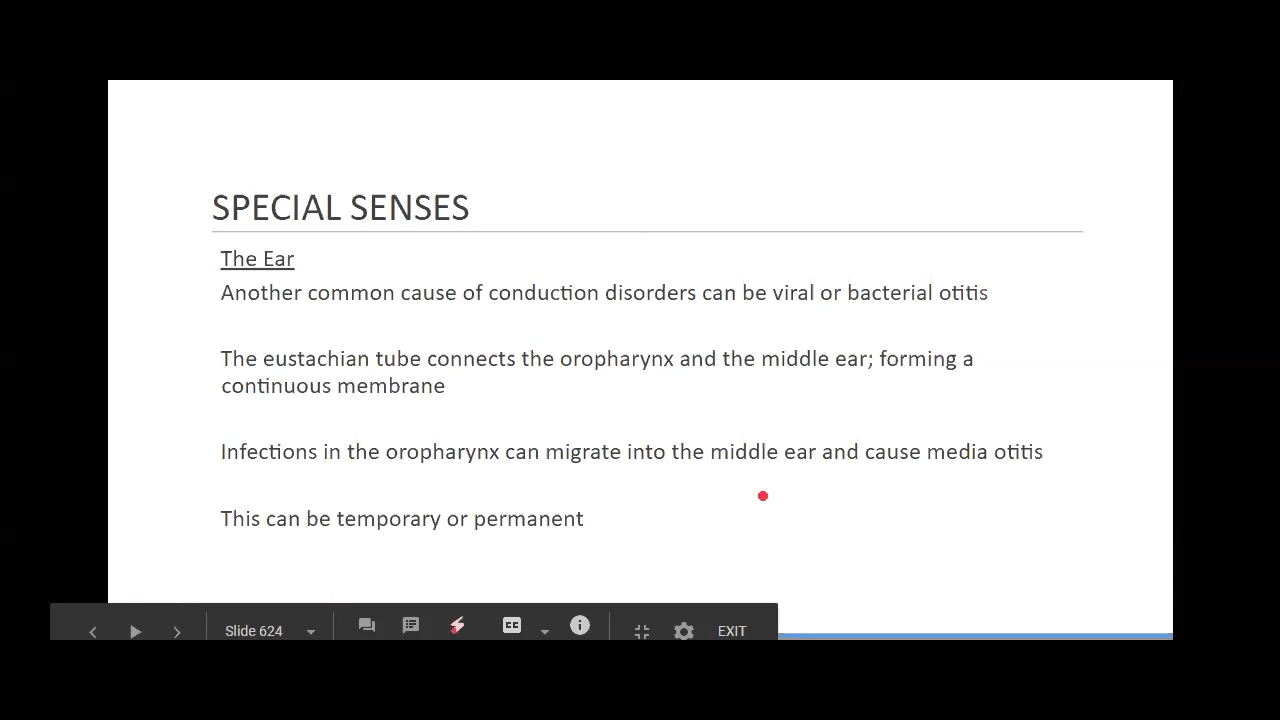 SPECIAL SENSES
The Ear
Another common cause of conduction disorders can be viral or bacterial otitis
The eustachian tube connects the oropharynx and the middle ear; forming a
continuous membrane
Infections in the oropharynx can migrate into the middle ear and cause media otitis
This can be temporary or permanent
Slide 624
CC
EXIT